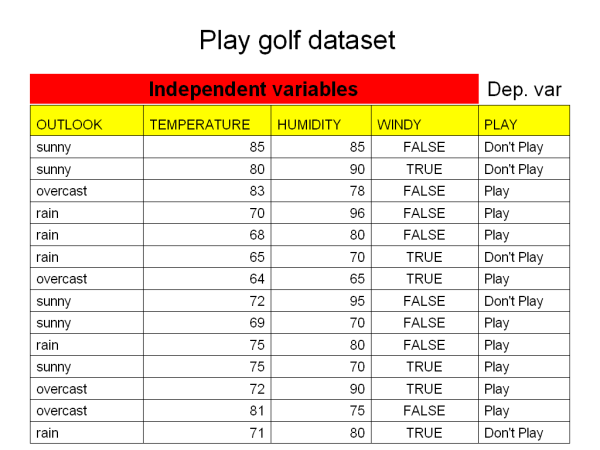 Play golf dataset
Independent variables Dep. var
OUTLOOK TEMPERATURE HUMIDITY WINDY PLAY
sunny 85 85 FALSE Don't Play
sunny 80 90 TRUE Don't Play
overcast 83 78 FALSE Play
rain 70 96 FALSE Play
rain 68 80 FALSE Play
rain 65 70 TRUE Don't Play
overcast 64 65 TRUE Play
sunny 72 95 FALSE Don't Play
sunny 69 70 FALSE Play
rain 75 80 FALSE Play
sunny 75 70 TRUE Play
overcast 72 90 TRUE Play
overcast 81 75 FALSE Play
rain 71 80 TRUE Don't Play